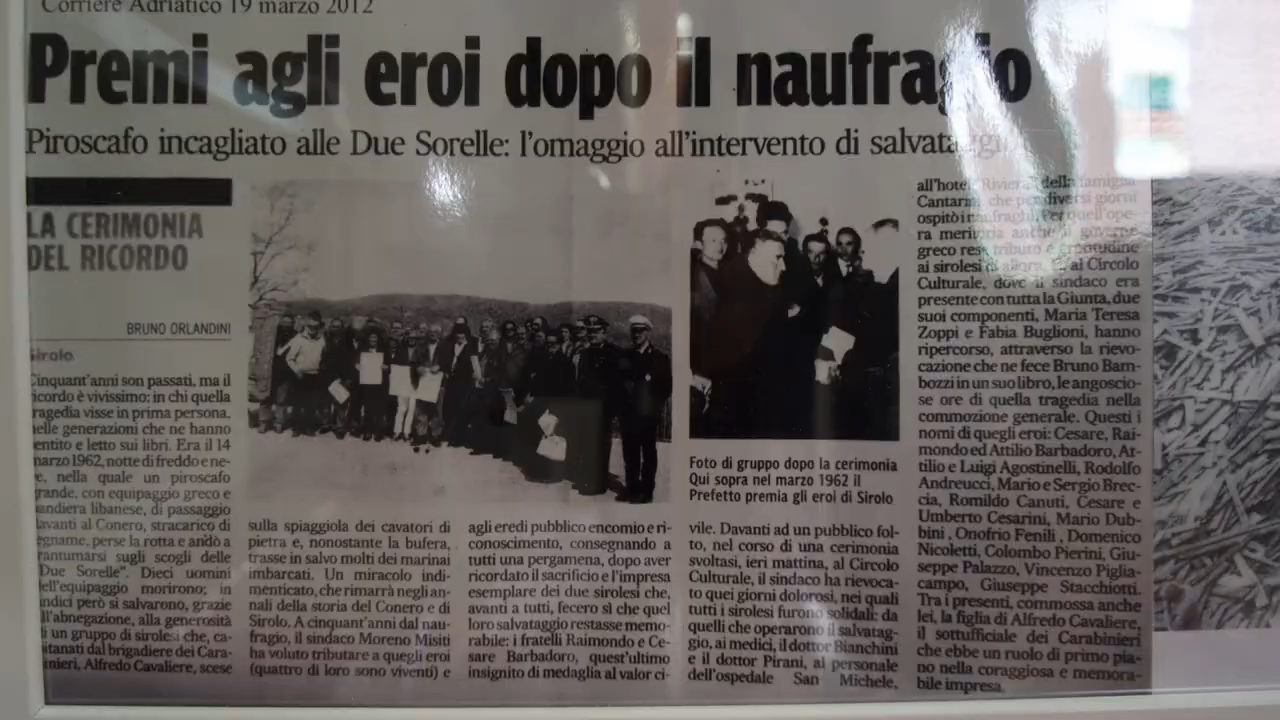 Corriere Adriatico 19 marzo 2012
Premi agli eroi dopo il naufragio
Piroscafo incagliato alle Due Sorelle: l'omaggio all'intervento di
LA CERIMONIA
DEL RICORDO
BRUNO ORLANDINI
Sirolo
Cinquant'anni son passati, ma il
ricordo è vivissimo: in chi quella
tragedia visse in prima persona,
nelle generazioni che ne hanno
sentito e letto sui libri. Era il 14
marzo 1962, notte di freddo e ne-
ve, nella quale un piroscafo
grande, con equipaggio greco e
bandiera libanese, di passaggio
davanti al Conero, stracarico di
legname, perse la rotta e andò a
frantumarsi sugli scogli delle
"Due Sorelle". Dieci uomini
dell'equipaggio morirono; in
undici però si salvarono, grazie
all'abnegazione, alla generosità
di un gruppo di sirolesi che, ca-
pitanati dal brigadiere dei Cara-
binieri, Alfredo Cavaliere, scese
sulla spiaggiola dei cavatori di
pietra e, nonostante la bufera,
trasse in salvo molti dei marinai
imbarcati. Un miracolo indi-
menticato, che rimarrà negli an-
nali della storia del Conero e di
Sirolo. A cinquant'anni dal nau-
fragio, il sindaco Moreno Misiti
ha voluto tributare a quegli eroi
(quattro di loro sono viventi) e
agli eredi pubblico encomio e ri-
conoscimento, consegnando a
tutti una pergamena, dopo aver
ricordato il sacrificio e l'impresa
esemplare dei due sirolesi che,
avanti a tutti, fecero sì che quel
loro salvataggio restasse memo-
rabile: i fratelli Raimondo e Ce-
sare Barbadoro, quest'ultimo
insignito di medaglia al valor ci-
Foto di gruppo dopo la cerimonia
Qui sopra nel marzo 1962 il
Prefetto premia gli eroi di Sirolo
vile. Davanti ad un pubblico fol-
to, nel corso di una cerimonia
svoltasi, ieri mattina, al Circolo
Culturale, il sindaco ha rievoca-
to quei giorni dolorosi, nei quali
tutti i sirolesi furono solidali: da
quelli che operarono il salvatag-
gio, ai medici, il dottor Bianchini
e il dottor Pirani, al personale
dell'ospedale San Michele,
all'hotel Riviera della famiglia
Cantarini, che per diversi giorni
ospitò i naufraghi. Per quell'ope-
ra meritoria anche il governo
greco rese tributo e gratitudine
ai sirolesi di allora. al Circolo
Culturale, dove il sindaco era
presente con tutta la Giunta, due
suoi componenti, Maria Teresa
Zoppi e Fabia Buglioni, hanno
ripercorso, attraverso la rievo-
cazione che ne fece Bruno Bam-
bozzi in un suo libro, le angoscio-
se ore di quella tragedia nella
commozione generale. Questi i
nomi di quegli eroi: Cesare, Rai-
mondo ed Attilio Barbadoro, At-
tilio e Luigi Agostinelli, Rodolfo
Andreucci, Mario e Sergio Brec-
cia, Romildo Canuti, Cesare e
Umberto Cesarini, Mario Dub-
bini, Onofrio Fenili, Domenico
Nicoletti, Colombo Pierini, Giu-
seppe Palazzo, Vincenzo Piglia-
campo, Giuseppe Stacchiotti.
Tra i presenti, commossa anche
lei, la figlia di Alfredo Cavaliere,
il sottufficiale dei Carabinieri
che ebbe un ruolo di primo pia-
no nella coraggiosa e memora-
bile impresa.